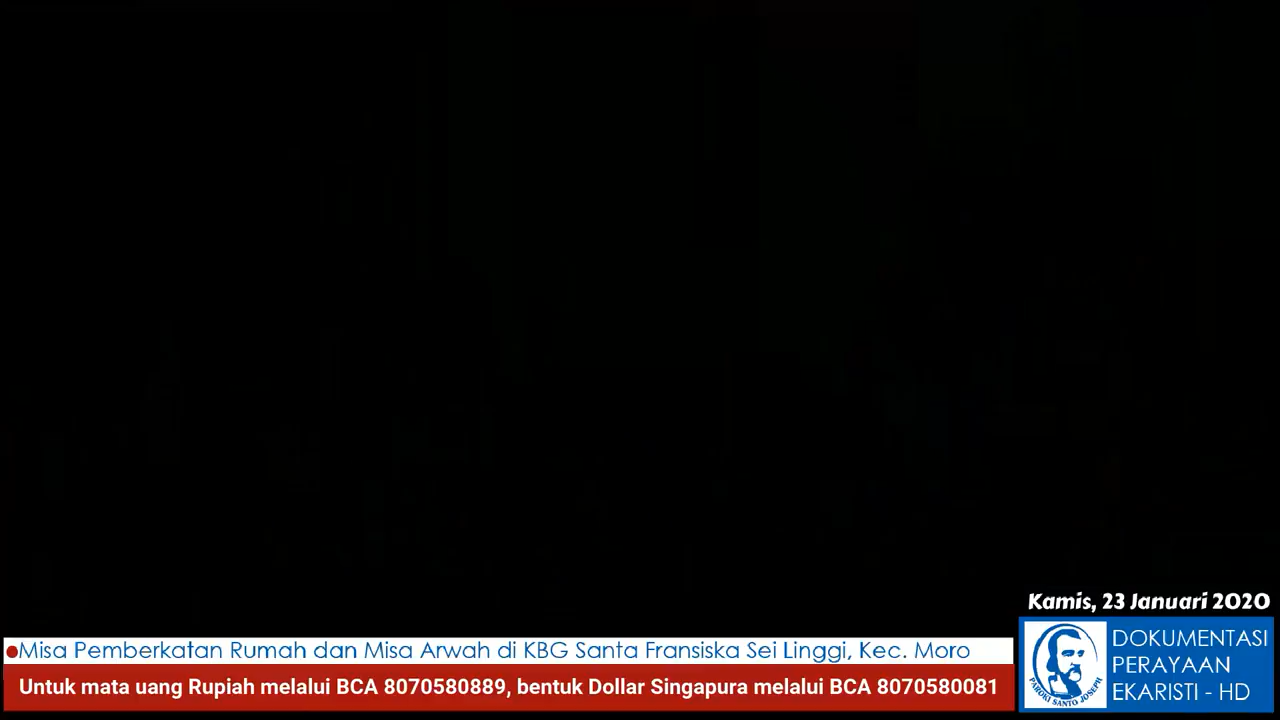 Kamis, 23 Januari 2020
•Misa Pemberkatan Rumah dan Misa Arwah di KBG Santa Fransiska Sei Linggi, Kec. Moro
Untuk mata uang Rupiah melalui BCA 8070580889, bentuk Dollar Singapura melalui BCA 8070580081
PAROKI SANTO JOSEPH
DOKUMENTASI
PERAYAAN
EKARISTI - HD